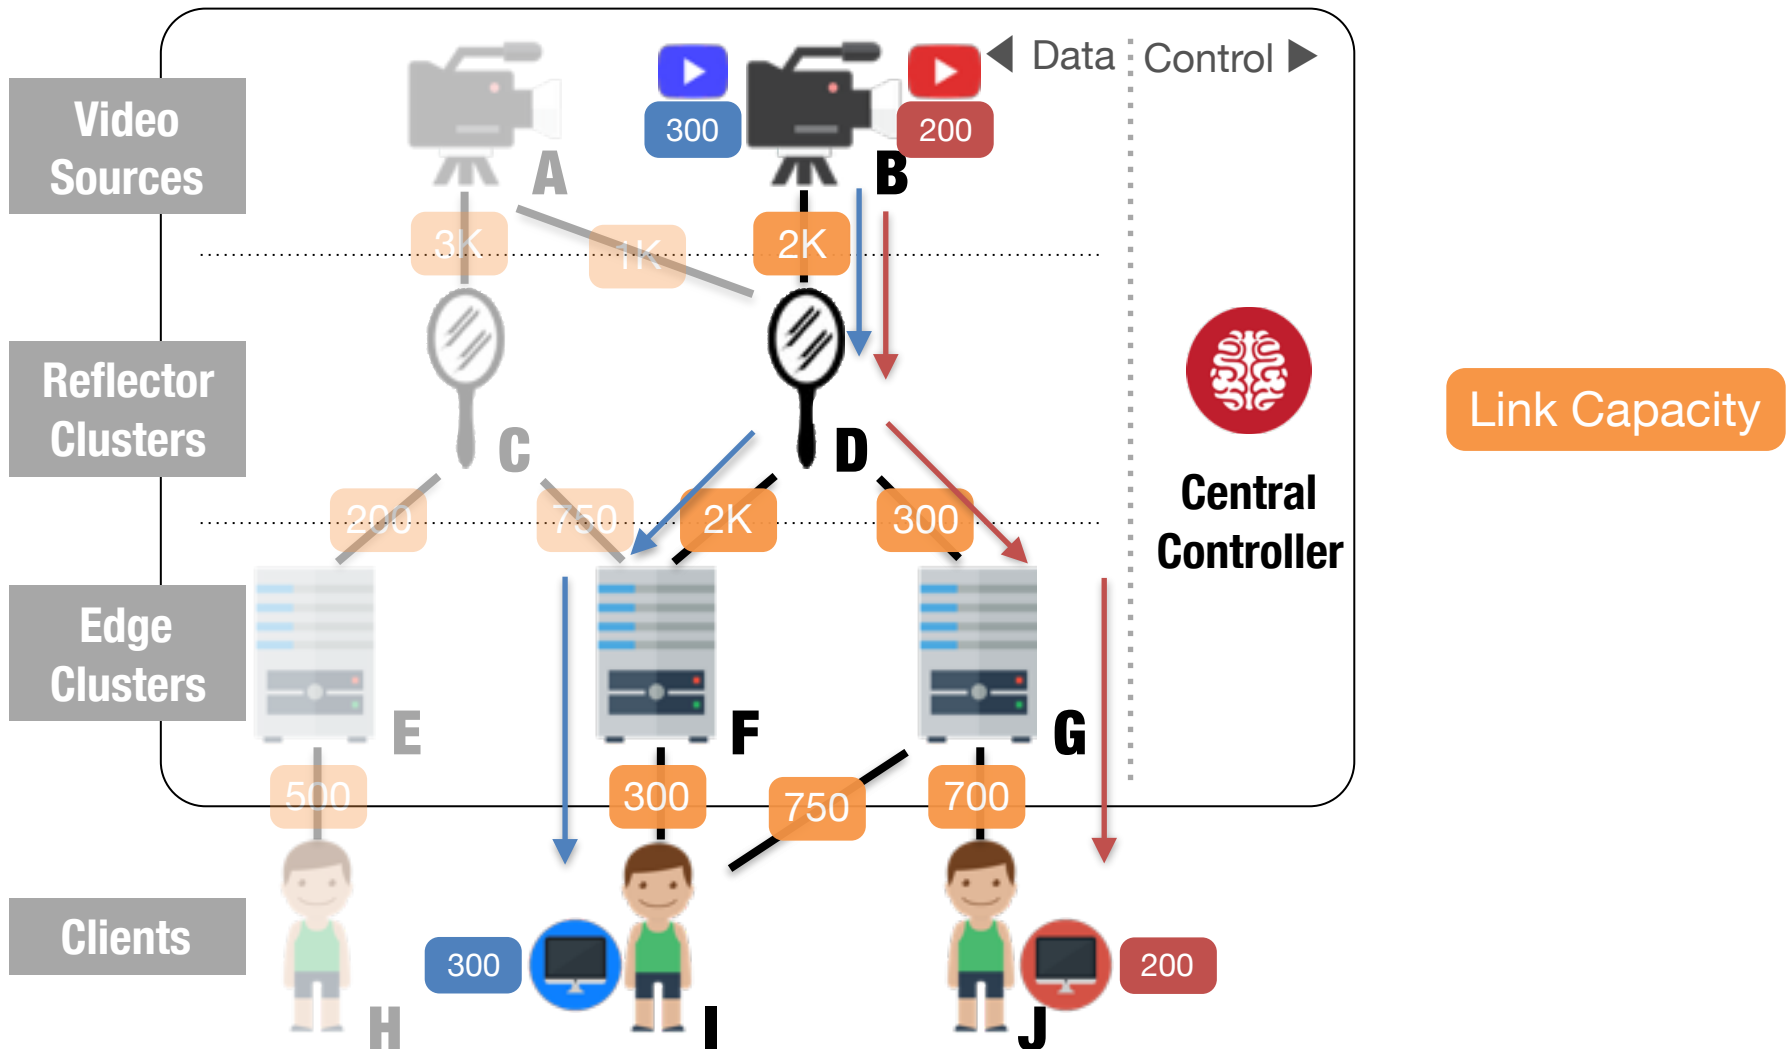 Data
Control
Video
Sources
300
200
A
B
3K
1K
2K
Reflector
Clusters
C
D
Central
Controller
Link Capacity
200
750
2K
300
Edge
Clusters
E
F
G
500
300
750
700
Clients
300
200
H
I
J